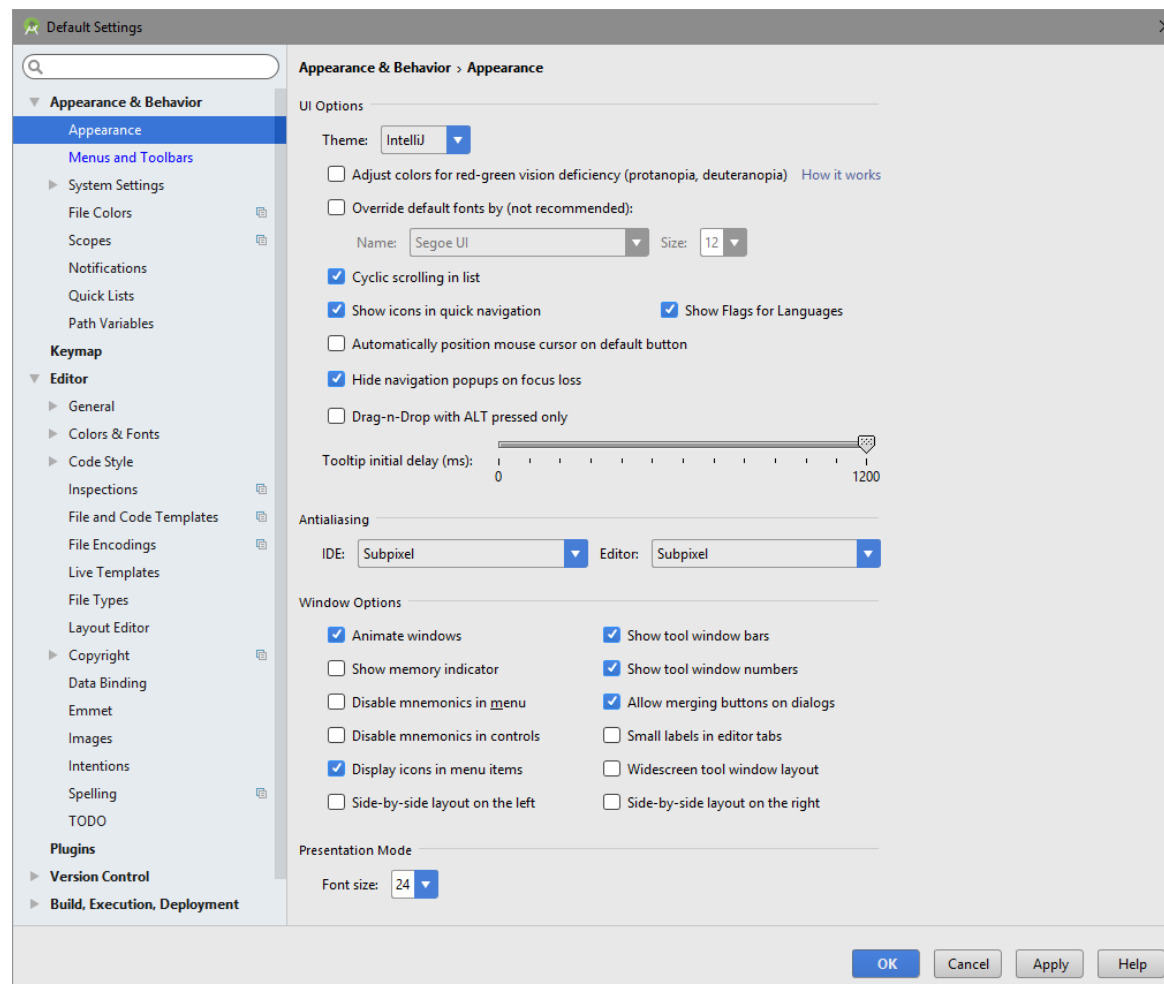 Default Settings
Appearance & Behavior
Appearance
Menus and Toolbars
System Settings
File Colors
Scopes
Notifications
Quick Lists
Path Variables
Keymap
Editor
General
Colors & Fonts
Code Style
Inspections
File and Code Templates
File Encodings
Live Templates
File Types
Layout Editor
Copyright
Data Binding
Emmet
Images
Intentions
Spelling
TODO
Plugins
Version Control
Build, Execution, Deployment
Appearance & Behavior › Appearance
UI Options
Theme: IntelliJ
Adjust colors for red-green vision deficiency (protanopia, deuteranopia) How it works
Override default fonts by (not recommended):
Name: Segoe UI Size: 12
Cyclic scrolling in list
Show icons in quick navigation Show Flags for Languages
Automatically position mouse cursor on default button
Hide navigation popups on focus loss
Drag-n-Drop with ALT pressed only
Tooltip initial delay (ms):
0 1200
Antialiasing
IDE: Subpixel Editor: Subpixel
Window Options
Animate windows Show tool window bars
Show memory indicator Show tool window numbers
Disable mnemonics in menu Allow merging buttons on dialogs
Disable mnemonics in controls Small labels in editor tabs
Display icons in menu items Widescreen tool window layout
Side-by-side layout on the left Side-by-side layout on the right
Presentation Mode
Font size: 24
OK Cancel Apply Help